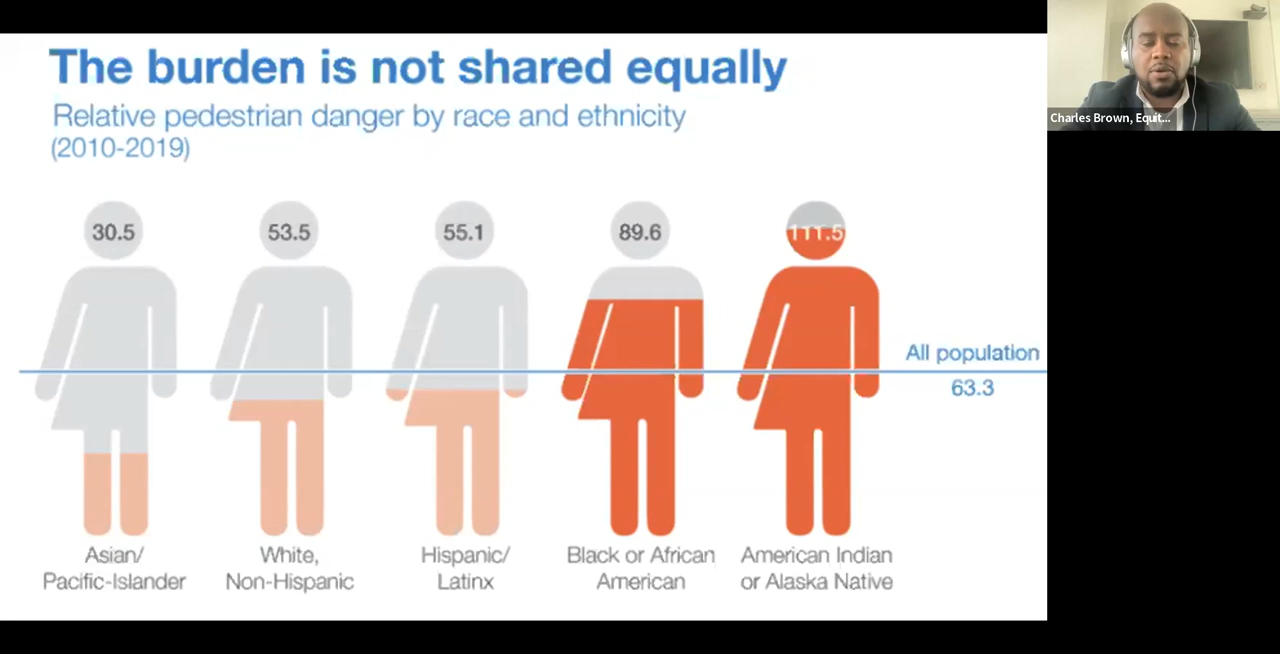 The burden is not shared equally
Relative pedestrian danger by race and ethnicity
(2010-2019)
30.5
53.5
55.1
89.6
111.5
All population
63.3
Asian/
Pacific-Islander
White,
Non-Hispanic
Hispanic/
Latinx
Black or African
American
American Indian
or Alaska Native
Charles Brown, Equit...